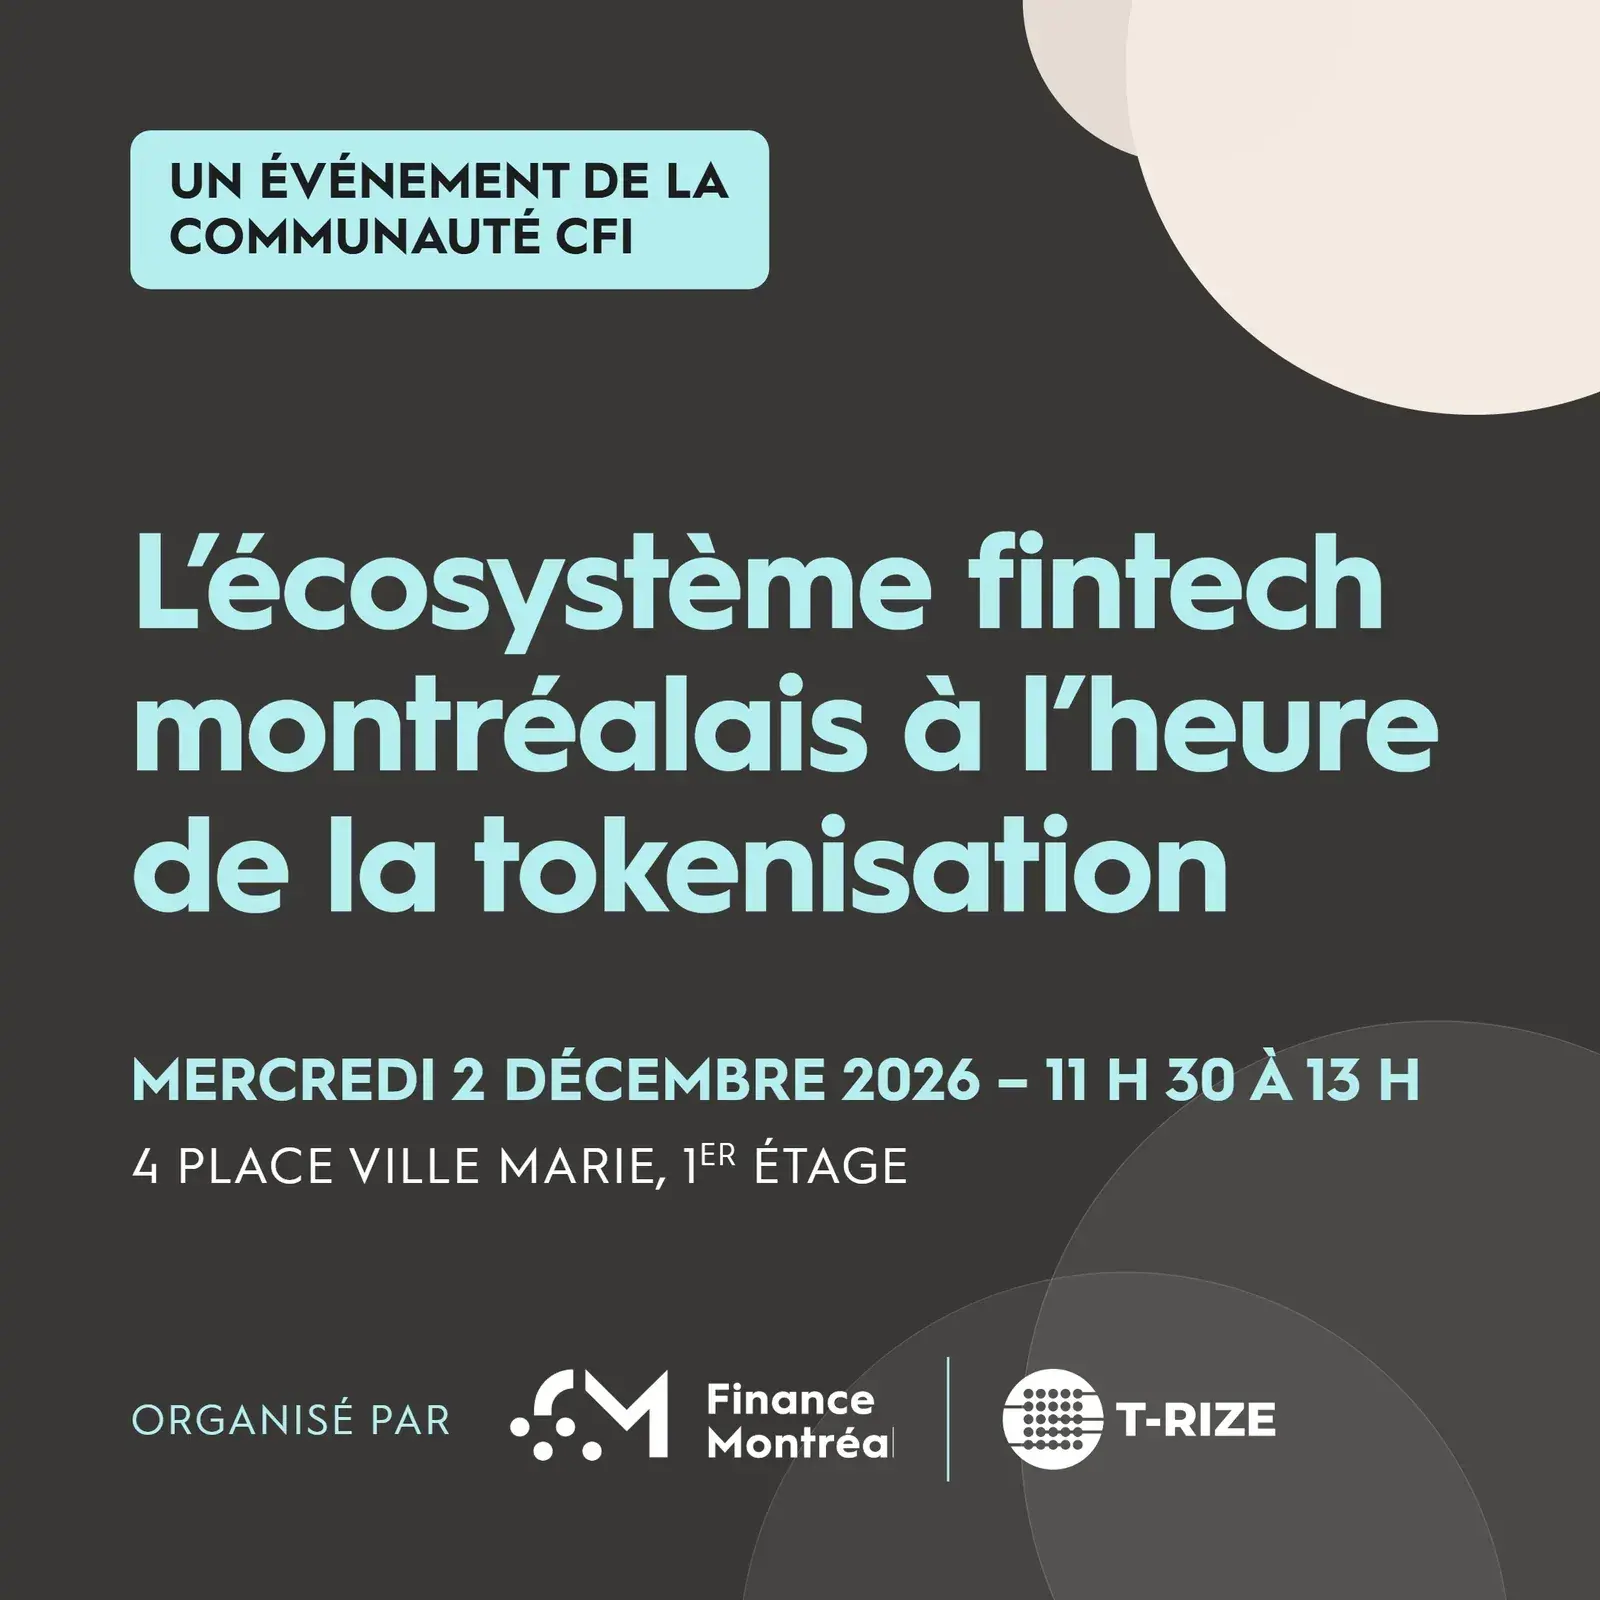 UN ÉVÉNEMENT DE LA
COMMUNAUTÉ CFI
L’écosystème fintech
montréalais à l’heure
de la tokenisation
MERCREDI 2 DÉCEMBRE 2026 – 11 H 30 À 13 H
4 PLACE VILLE MARIE, 1ER ÉTAGE
ORGANISÉ PAR
Finance
Montréal
T-RIZE